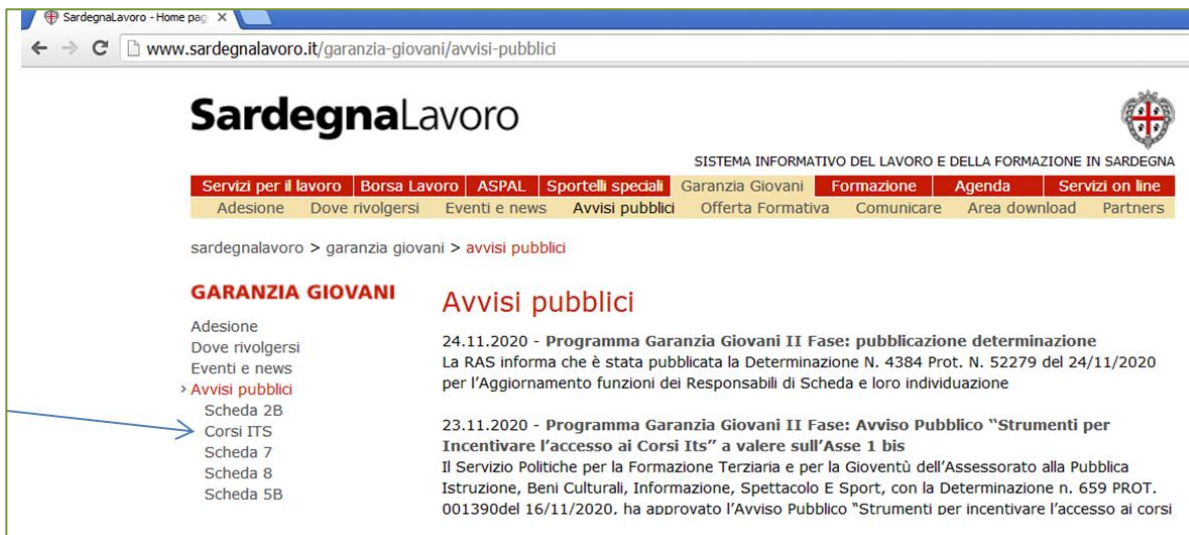 SardegnaLavoro - Home pag
www.sardegnalavoro.it/garanzia-giovani/avvisi-pubblici
SardegnaLavoro
SISTEMA INFORMATIVO DEL LAVORO E DELLA FORMAZIONE IN SARDEGNA
Servizi per il lavoro Borsa Lavoro ASPAL Sportelli speciali Garanzia Giovani Formazione Agenda Servizi on line
Adesione Dove rivolgersi Eventi e news Avvisi pubblici Offerta Formativa Comunicare Area download Partners
sardegnalavoro > garanzia giovani > avvisi pubblici
GARANZIA GIOVANI
Adesione
Dove rivolgersi
Eventi e news
› Avvisi pubblici
Scheda 2B
Corsi ITS
Scheda 7
Scheda 8
Scheda 5B
Avvisi pubblici
24.11.2020 - Programma Garanzia Giovani II Fase: pubblicazione determinazione
La RAS informa che è stata pubblicata la Determinazione N. 4384 Prot. N. 52279 del 24/11/2020
per l’Aggiornamento funzioni dei Responsabili di Scheda e loro individuazione
23.11.2020 - Programma Garanzia Giovani II Fase: Avviso Pubblico “Strumenti per
Incentivare l’accesso ai Corsi Its” a valere sull’Asse 1 bis
Il Servizio Politiche per la Formazione Terziaria e per la Gioventù dell’Assessorato alla Pubblica
Istruzione, Beni Culturali, Informazione, Spettacolo E Sport, con la Determinazione n. 659 PROT.
001390del 16/11/2020, ha approvato l’Avviso Pubblico “Strumenti per incentivare l’accesso ai corsi